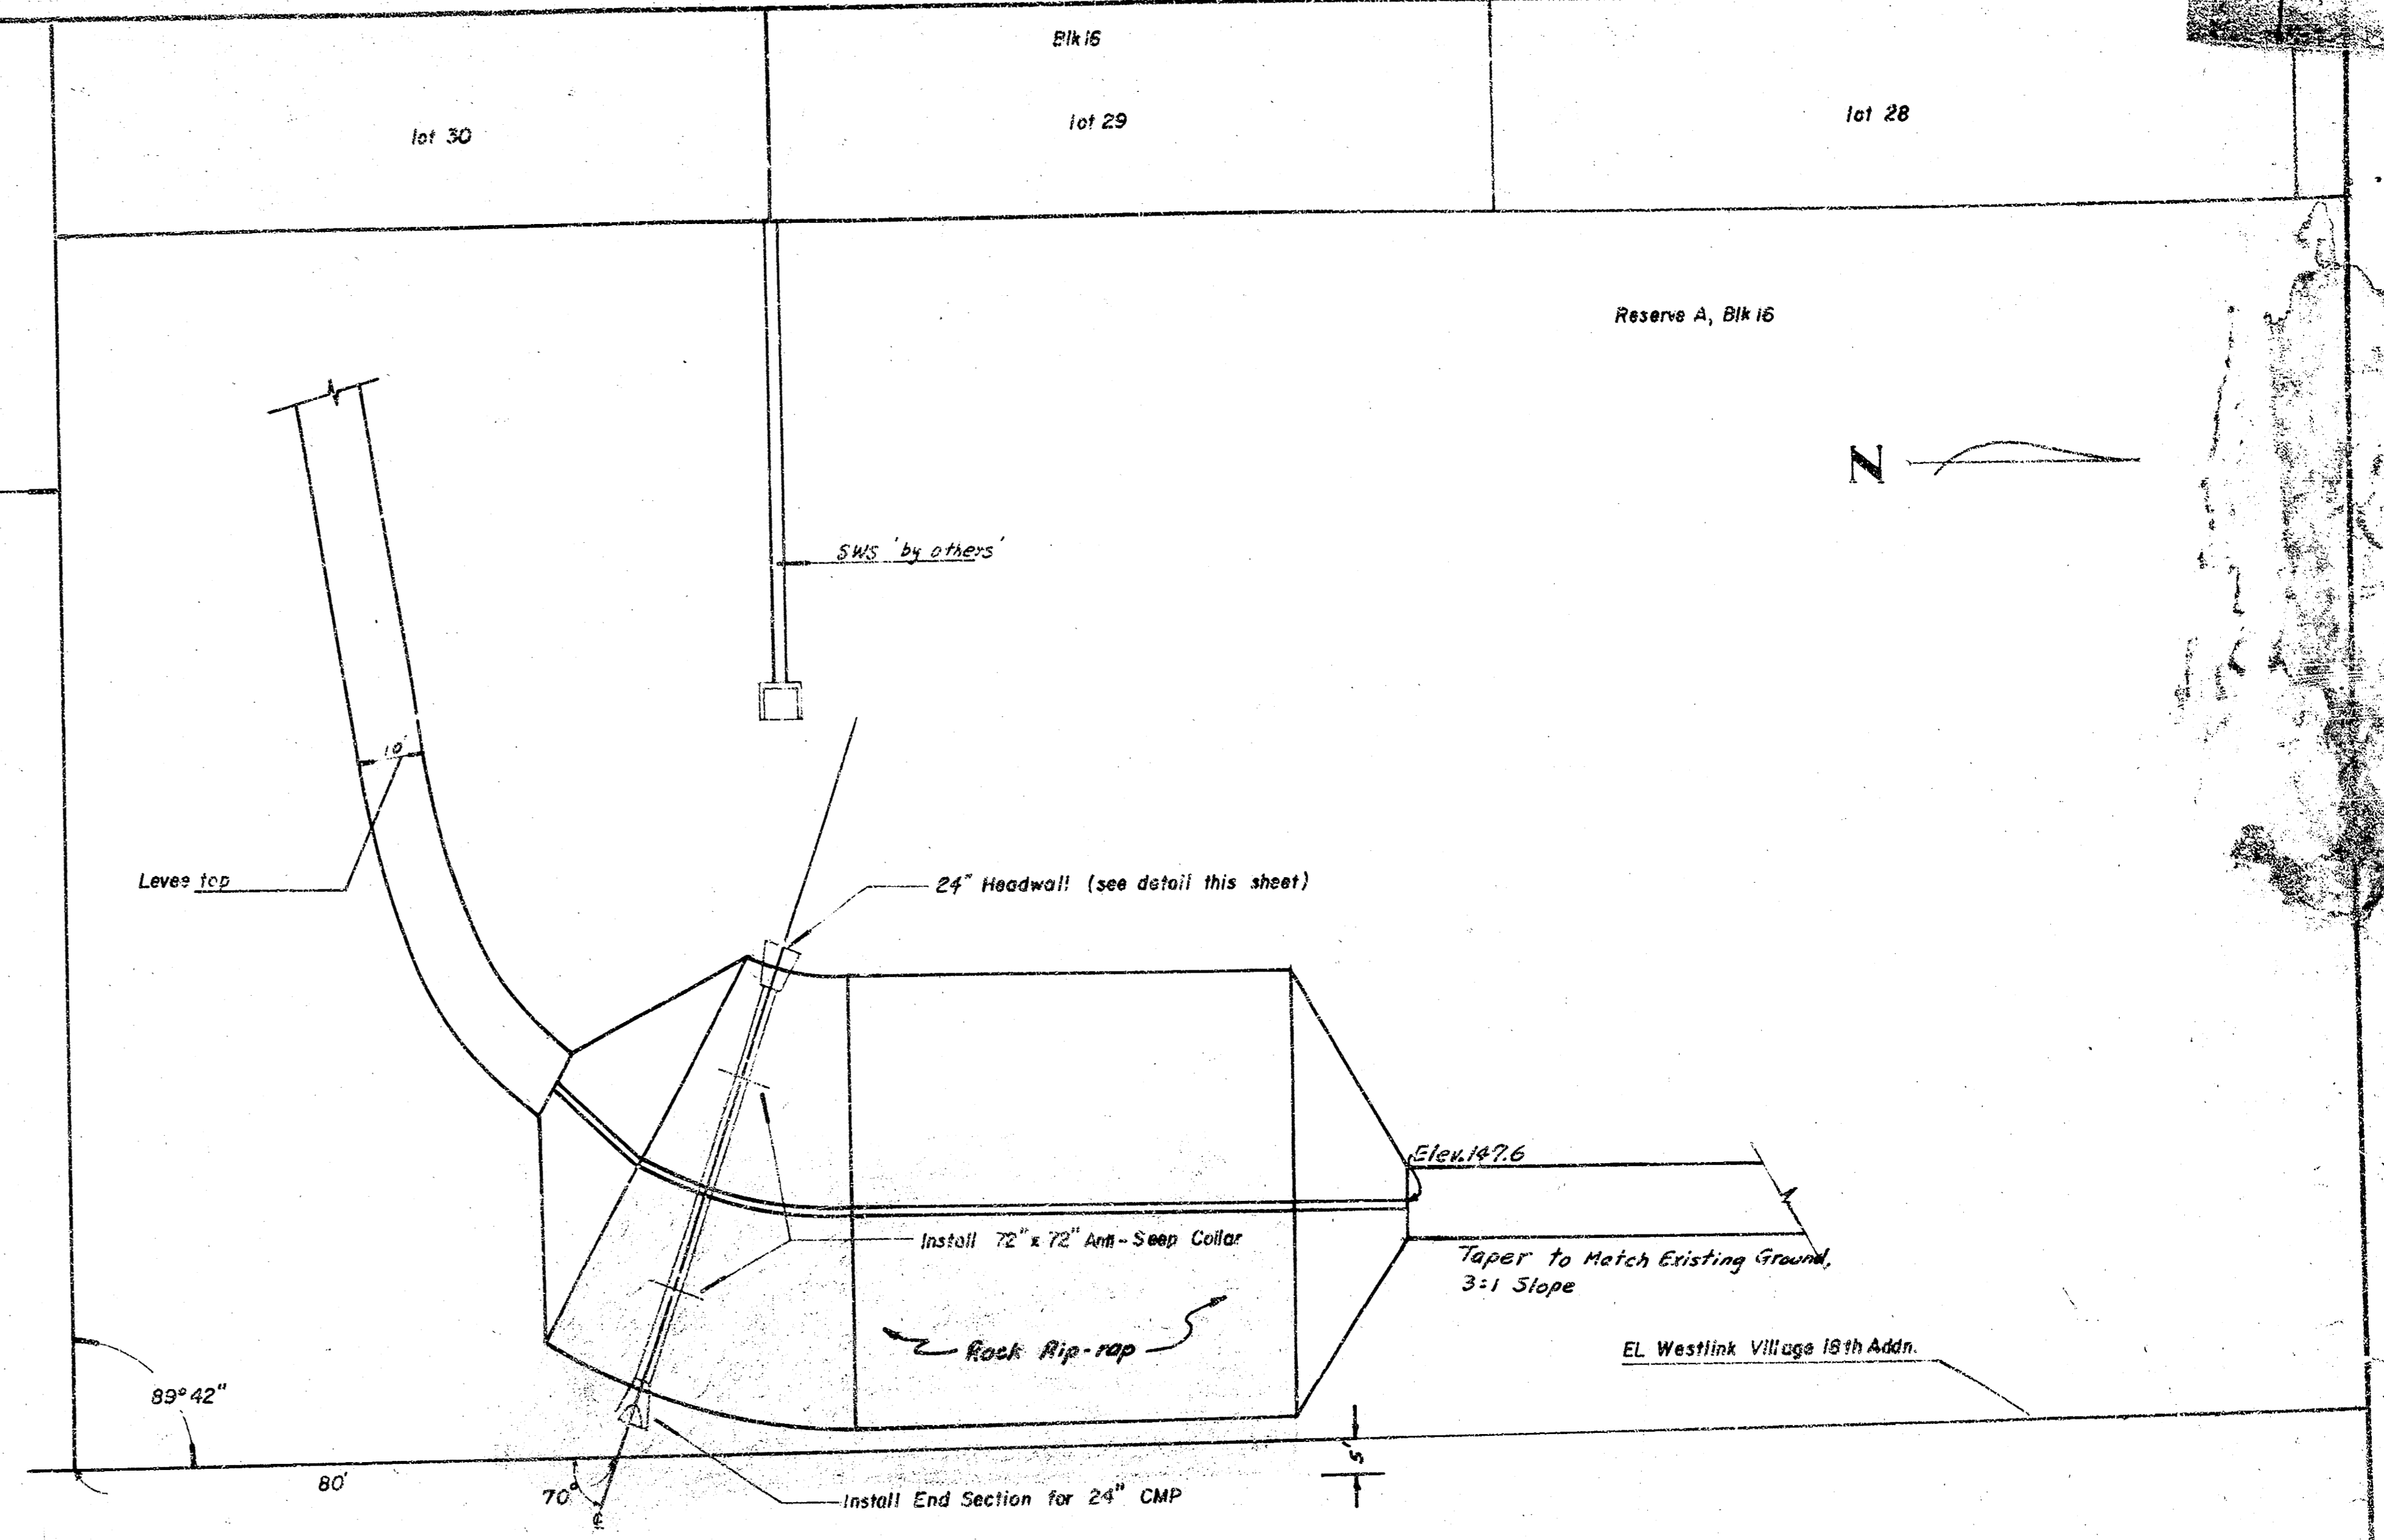 Blk 16
lot 30
lot 29
lot 28
Reserve A, Blk 16
N
SWS 'by others'
10'
Levee top
24" Headwall (see detail this sheet)
Elev. 147.6
Install 72" x 72" Anti-Seep Collar
Taper to Match Existing Ground,
3:1 Slope
Rock Rip-rap
EL Westlink Village 18th Addn.
89°42"
5'
80'
70°
Install End Section for 24" CMP